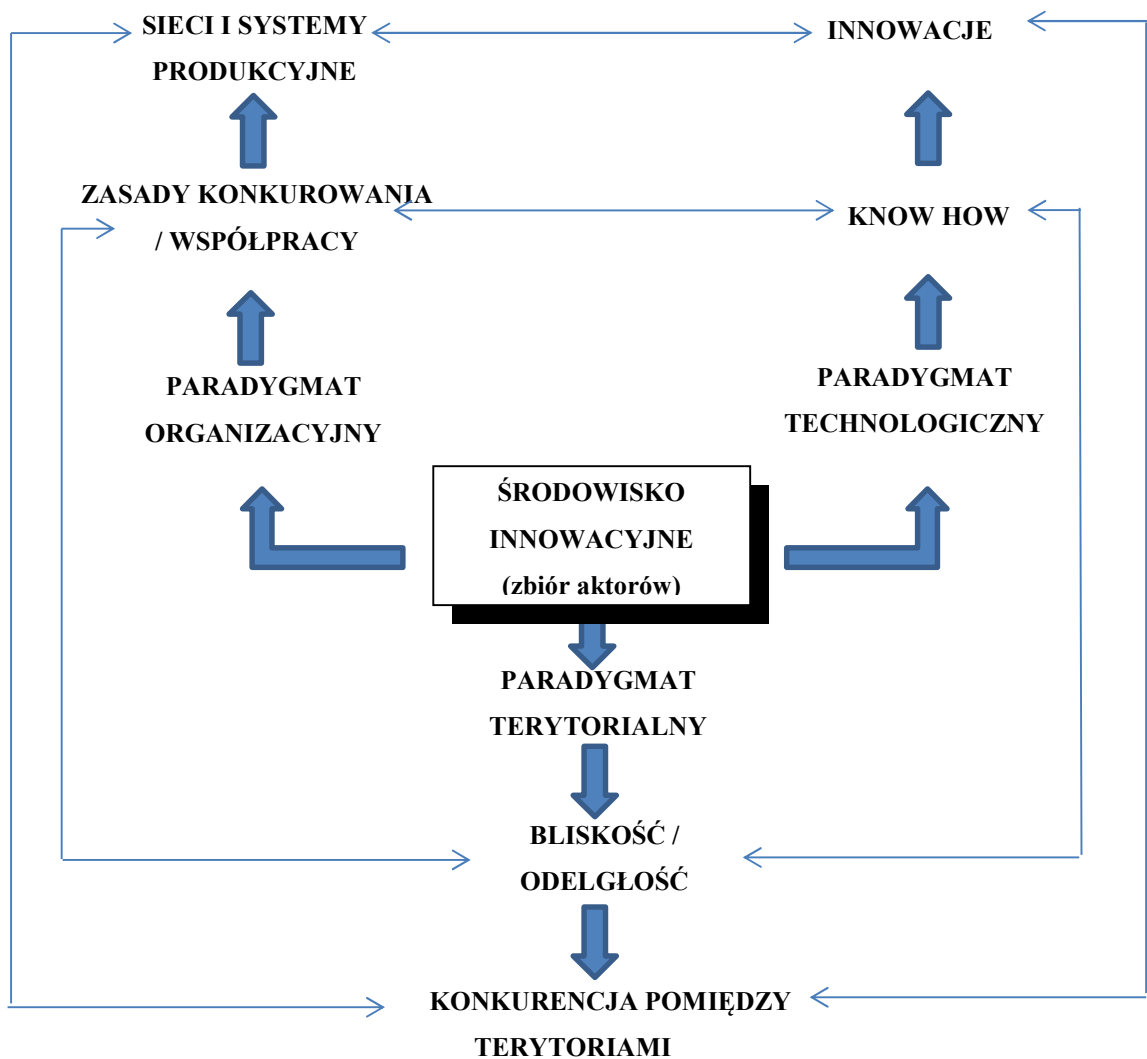 SIECI I SYSTEMY
PRODUKCYJNE
INNOWACJE
ZASADY KONKUROWANIA
/ WSPÓŁPRACY
KNOW HOW
PARADYGMAT
ORGANIZACYJNY
PARADYGMAT
TECHNOLOGICZNY
ŚRODOWISKO
INNOWACYJNE
(zbiór aktorów)
PARADYGMAT
TERYTORIALNY
BLISKOŚĆ /
ODELGŁOŚĆ
KONKURENCJA POMIĘDZY
TERYTORIAMI